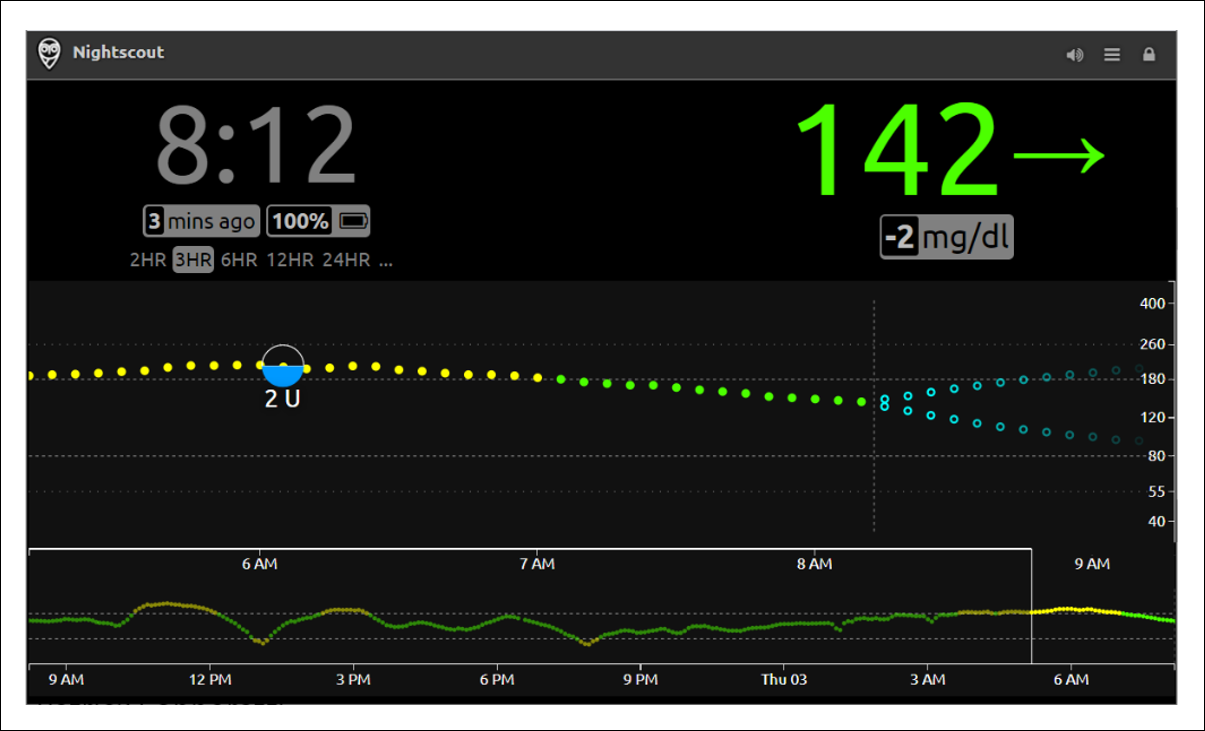 Nightscout
8:12
142→
3 mins ago 100%
-2 mg/dl
2HR 3HR 6HR 12HR 24HR ...
400
260
180
2 U
120
80
55
40
6 AM 7 AM 8 AM 9 AM
9 AM 12 PM 3 PM 6 PM 9 PM Thu 03 3 AM 6 AM